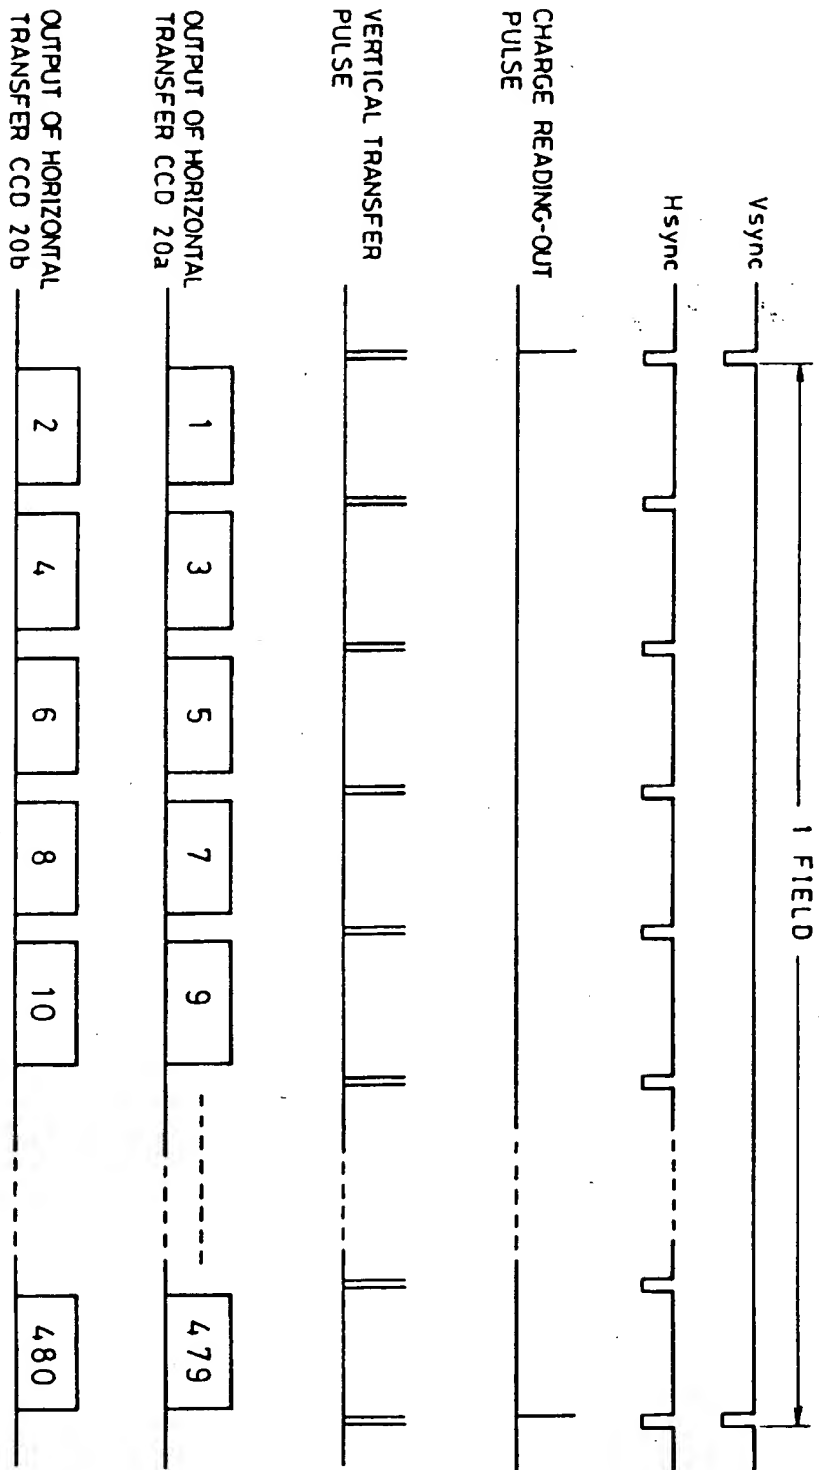 1 FIELD
Vsync
Hsync
CHARGE READING-OUT
PULSE
VERTICAL TRANSFER
PULSE
OUTPUT OF HORIZONTAL
TRANSFER CCD 20a
1 3 5 7 9 479
OUTPUT OF HORIZONTAL
TRANSFER CCD 20b
2 4 6 8 10 480